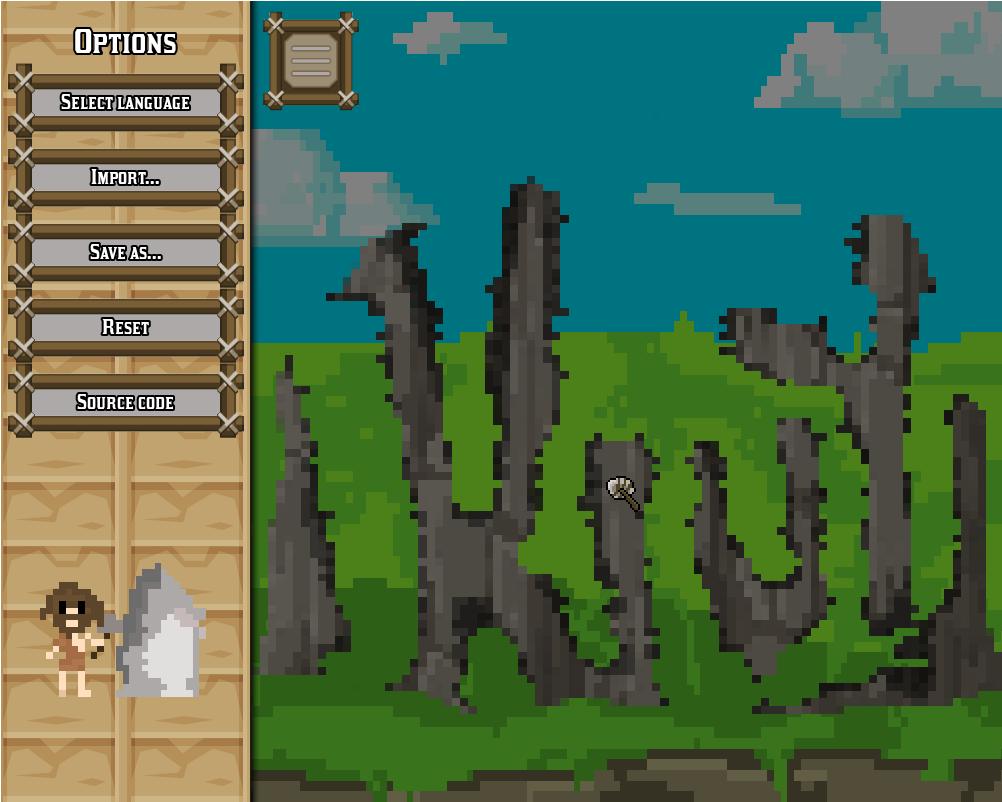 Options
Select language
Import...
Save as...
Reset
Source code